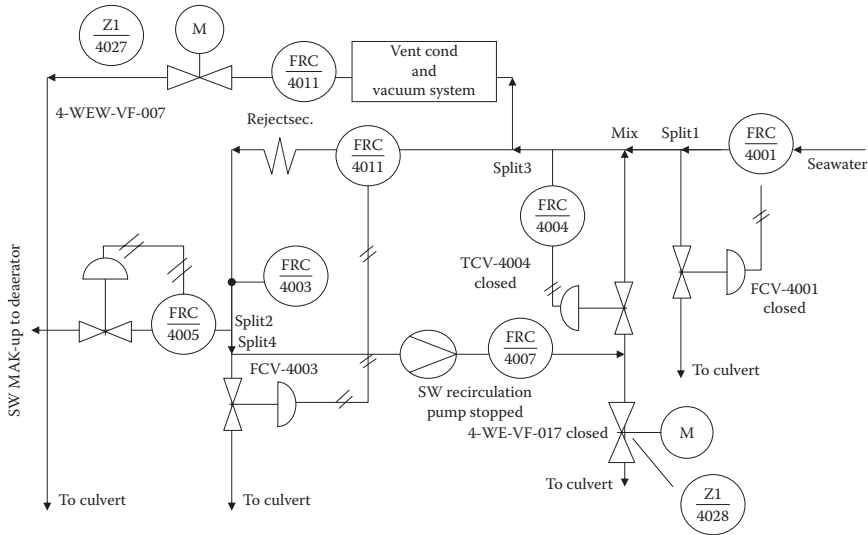 Z1
4027
M
FRC
4011
Vent cond
and
vacuum system
4-WEW-VF-007
Rejectsec.
FRC
4011
Mix
Split1
FRC
4001
Seawater
Split3
FRC
4004
TCV-4004
closed
FCV-4001
closed
FRC
4003
FRC
4005
Split2
Split4
SW MAK-up to deaerator
FCV-4003
FRC
4007
SW recirculation
pump stopped
To culvert
4-WE-VF-017 closed
M
To culvert
To culvert
To culvert
Z1
4028